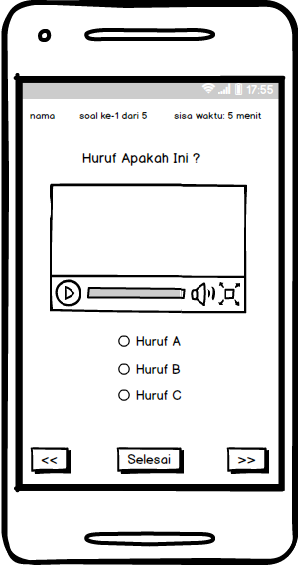 17:55
nama soal ke-1 dari 5 sisa waktu: 5 menit
Huruf Apakah Ini ?
Huruf A
Huruf B
Huruf C
<< Selesai >>